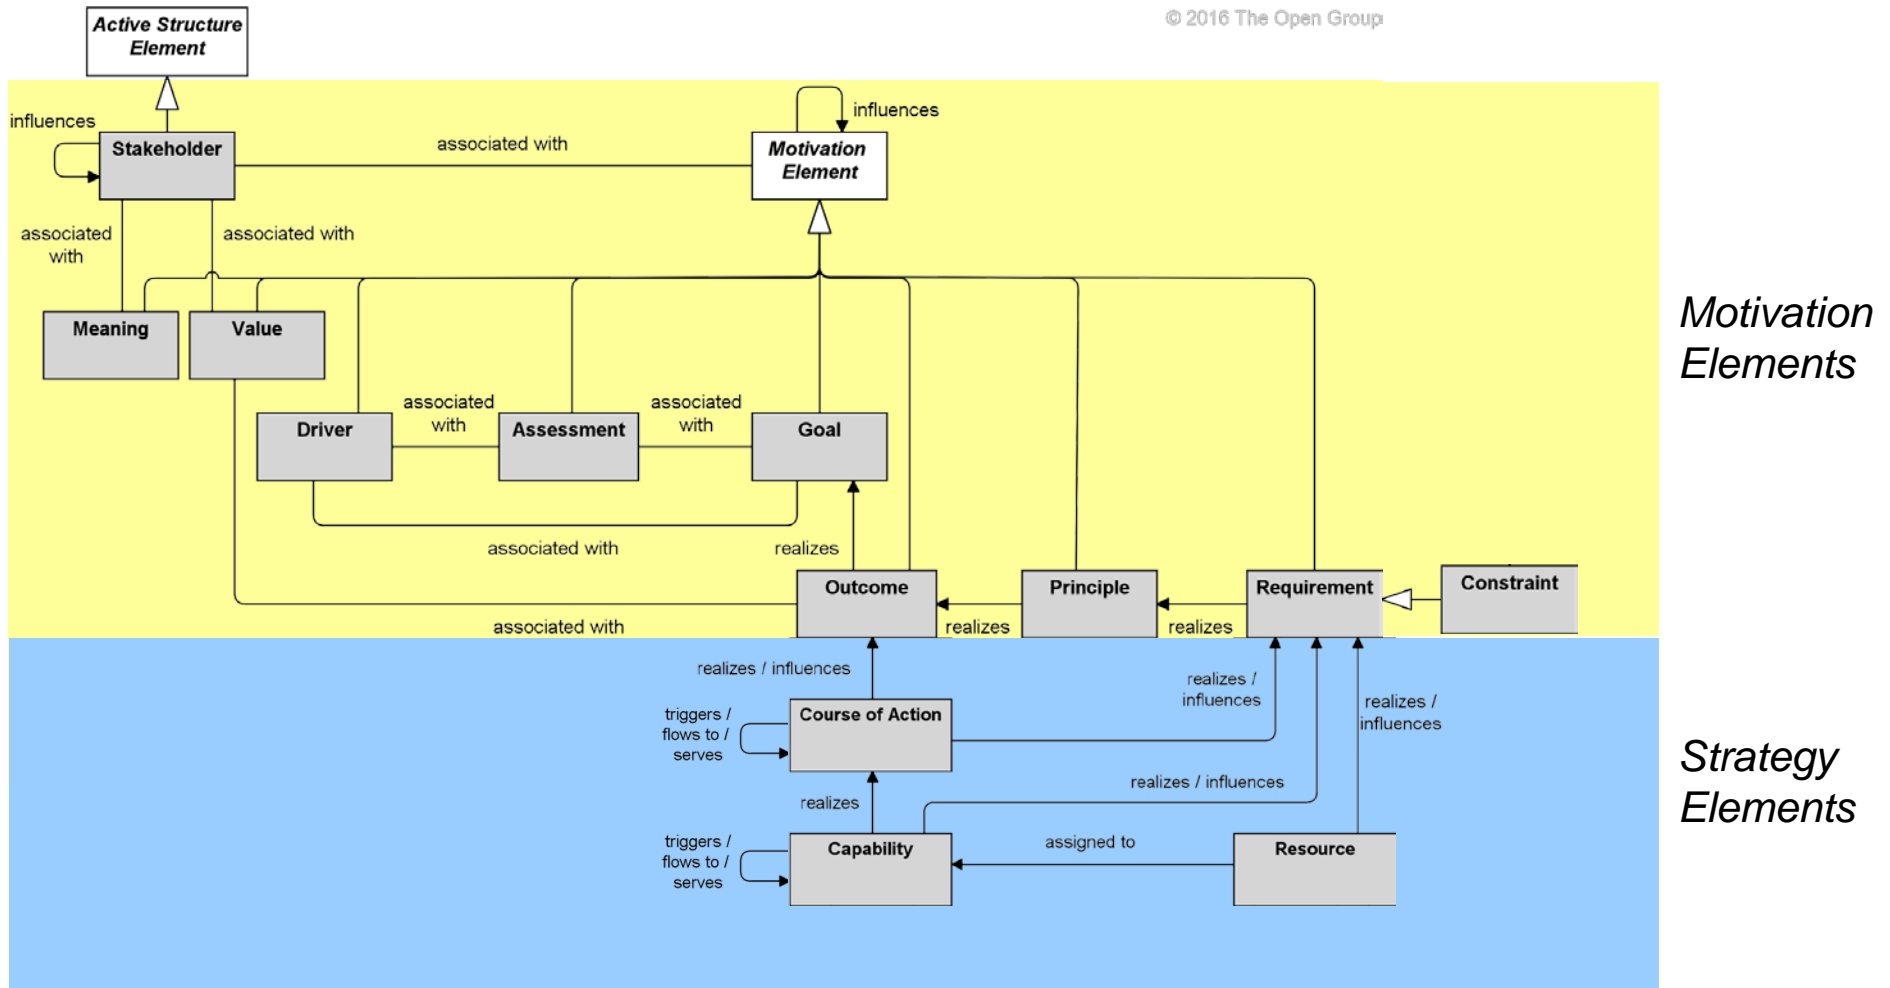 © 2016 The Open Group
Active Structure
Element
influences
Stakeholder
associated with
influences
Motivation
Element
associated
with
associated with
Meaning
Value
Motivation
Elements
associated
with
associated
with
Driver
Assessment
Goal
associated with
realizes
Outcome
Principle
Requirement
Constraint
associated with
realizes
realizes
realizes / influences
realizes /
influences
realizes /
influences
triggers /
flows to /
serves
Course of Action
Strategy
Elements
realizes
realizes / influences
triggers /
flows to /
serves
Capability
assigned to
Resource